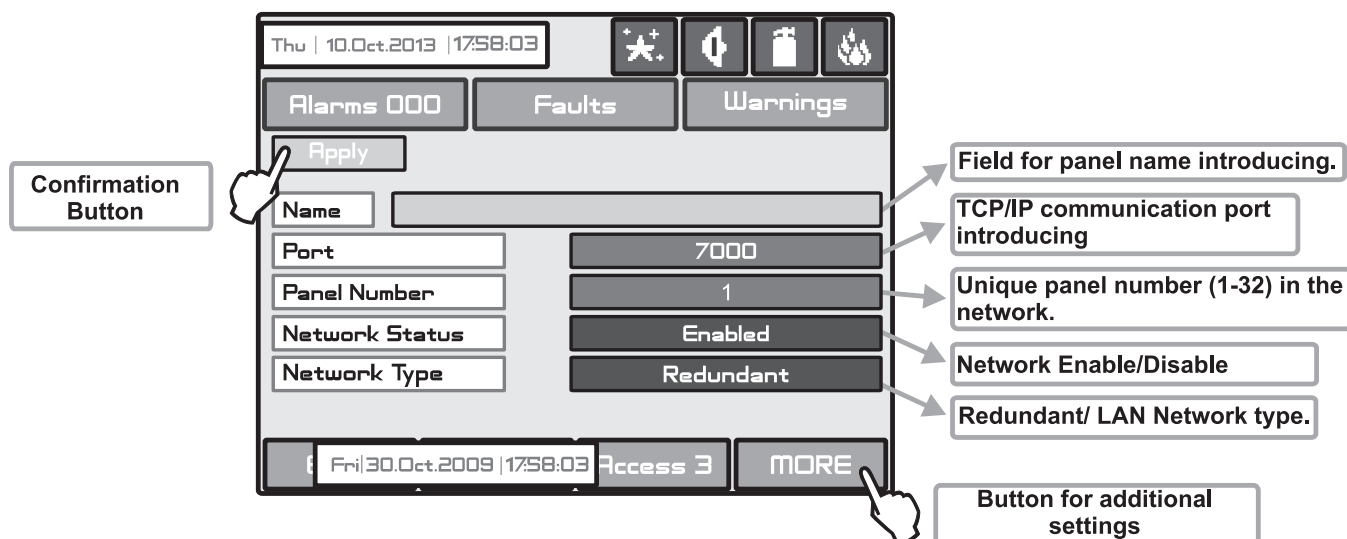 Thu | 10.Oct.2013 |17:58:03
Alarms 000
Faults
Warnings
Apply
Confirmation
Button
Name
Field for panel name introducing.
Port
7000
TCP/IP communication port
introducing
Panel Number
1
Unique panel number (1-32) in the
network.
Network Status
Enabled
Network Enable/Disable
Network Type
Redundant
Redundant/ LAN Network type.
Fri|30.Oct.2009 |17:58:03
Access 3
MORE
Button for additional
settings